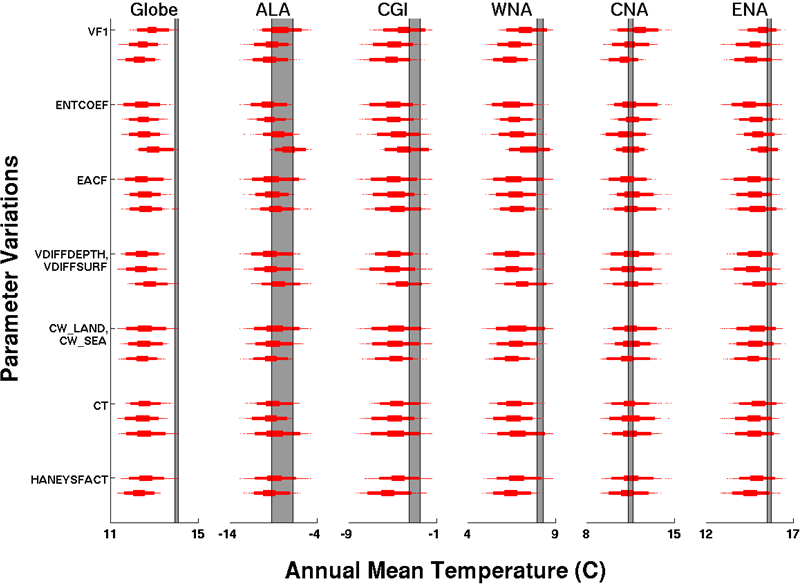 Globe ALA CGI WNA CNA ENA
VF1
ENTCOEF
EACF
VDIFFDEPTH,
VDIFFSURF
CW_LAND,
CW_SEA
CT
HANEYSFACT
Parameter Variations
11 15 -14 -4 -9 -1 4 9 8 15 12 17
Annual Mean Temperature (C)